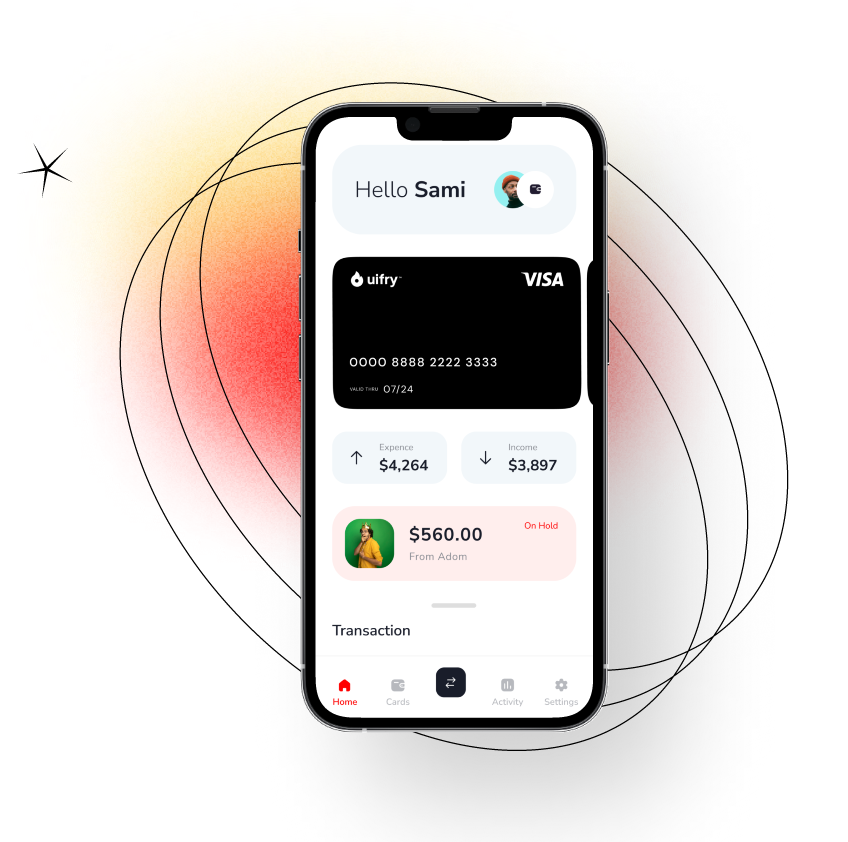 Hello Sami
uifry™
VISA
0000 8888 2222 3333
VALID THRU 07/24
Expence
$4,264
Income
$3,897
$560.00
On Hold
From Adom
Transaction
Home
Cards
Activity
Settings